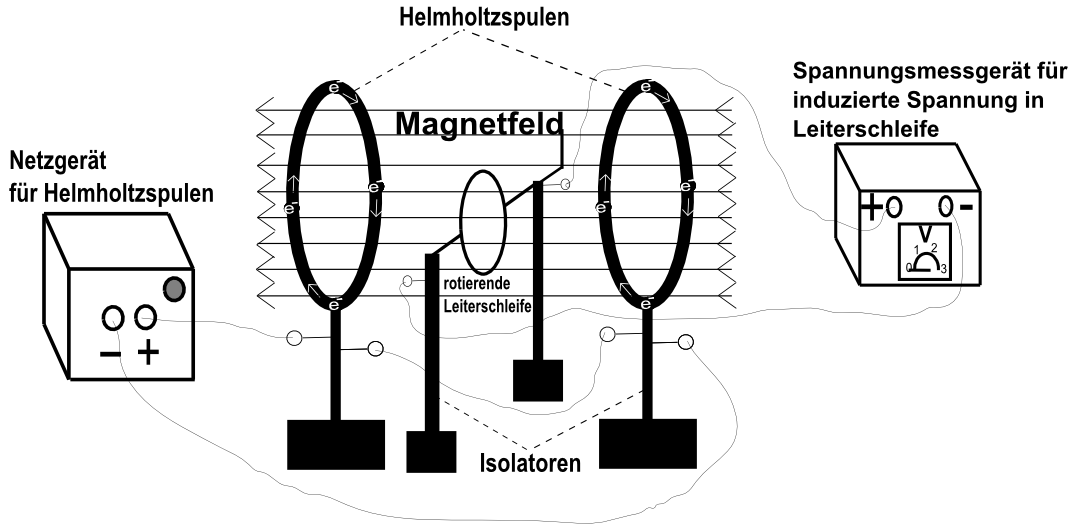 Helmholtzspulen
Spannungsmessgerät für
induzierte Spannung in
Leiterschleife
Magnetfeld
Netzgerät
für Helmholtzspulen
e- e-
e- e- e- e-
e- e-
+ -
V
0 1 2 3
rotierende
Leiterschleife
- +
Isolatoren